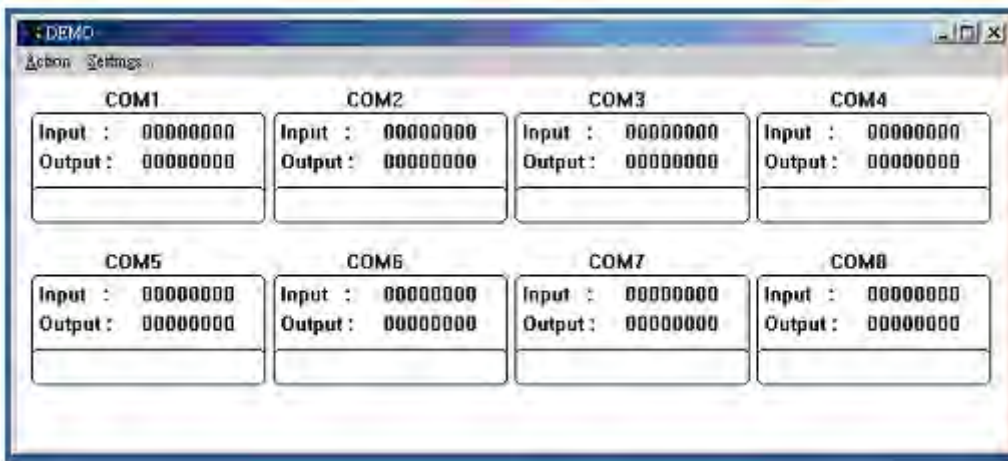 : DEMO
Action Settings
COM1 COM2 COM3 COM4
Input : 00000000 Input : 00000000 Input : 00000000 Input : 00000000
Output : 00000000 Output : 00000000 Output : 00000000 Output : 00000000
COM5 COM6 COM7 COM8
Input : 00000000 Input : 00000000 Input : 00000000 Input : 00000000
Output : 00000000 Output : 00000000 Output : 00000000 Output : 00000000